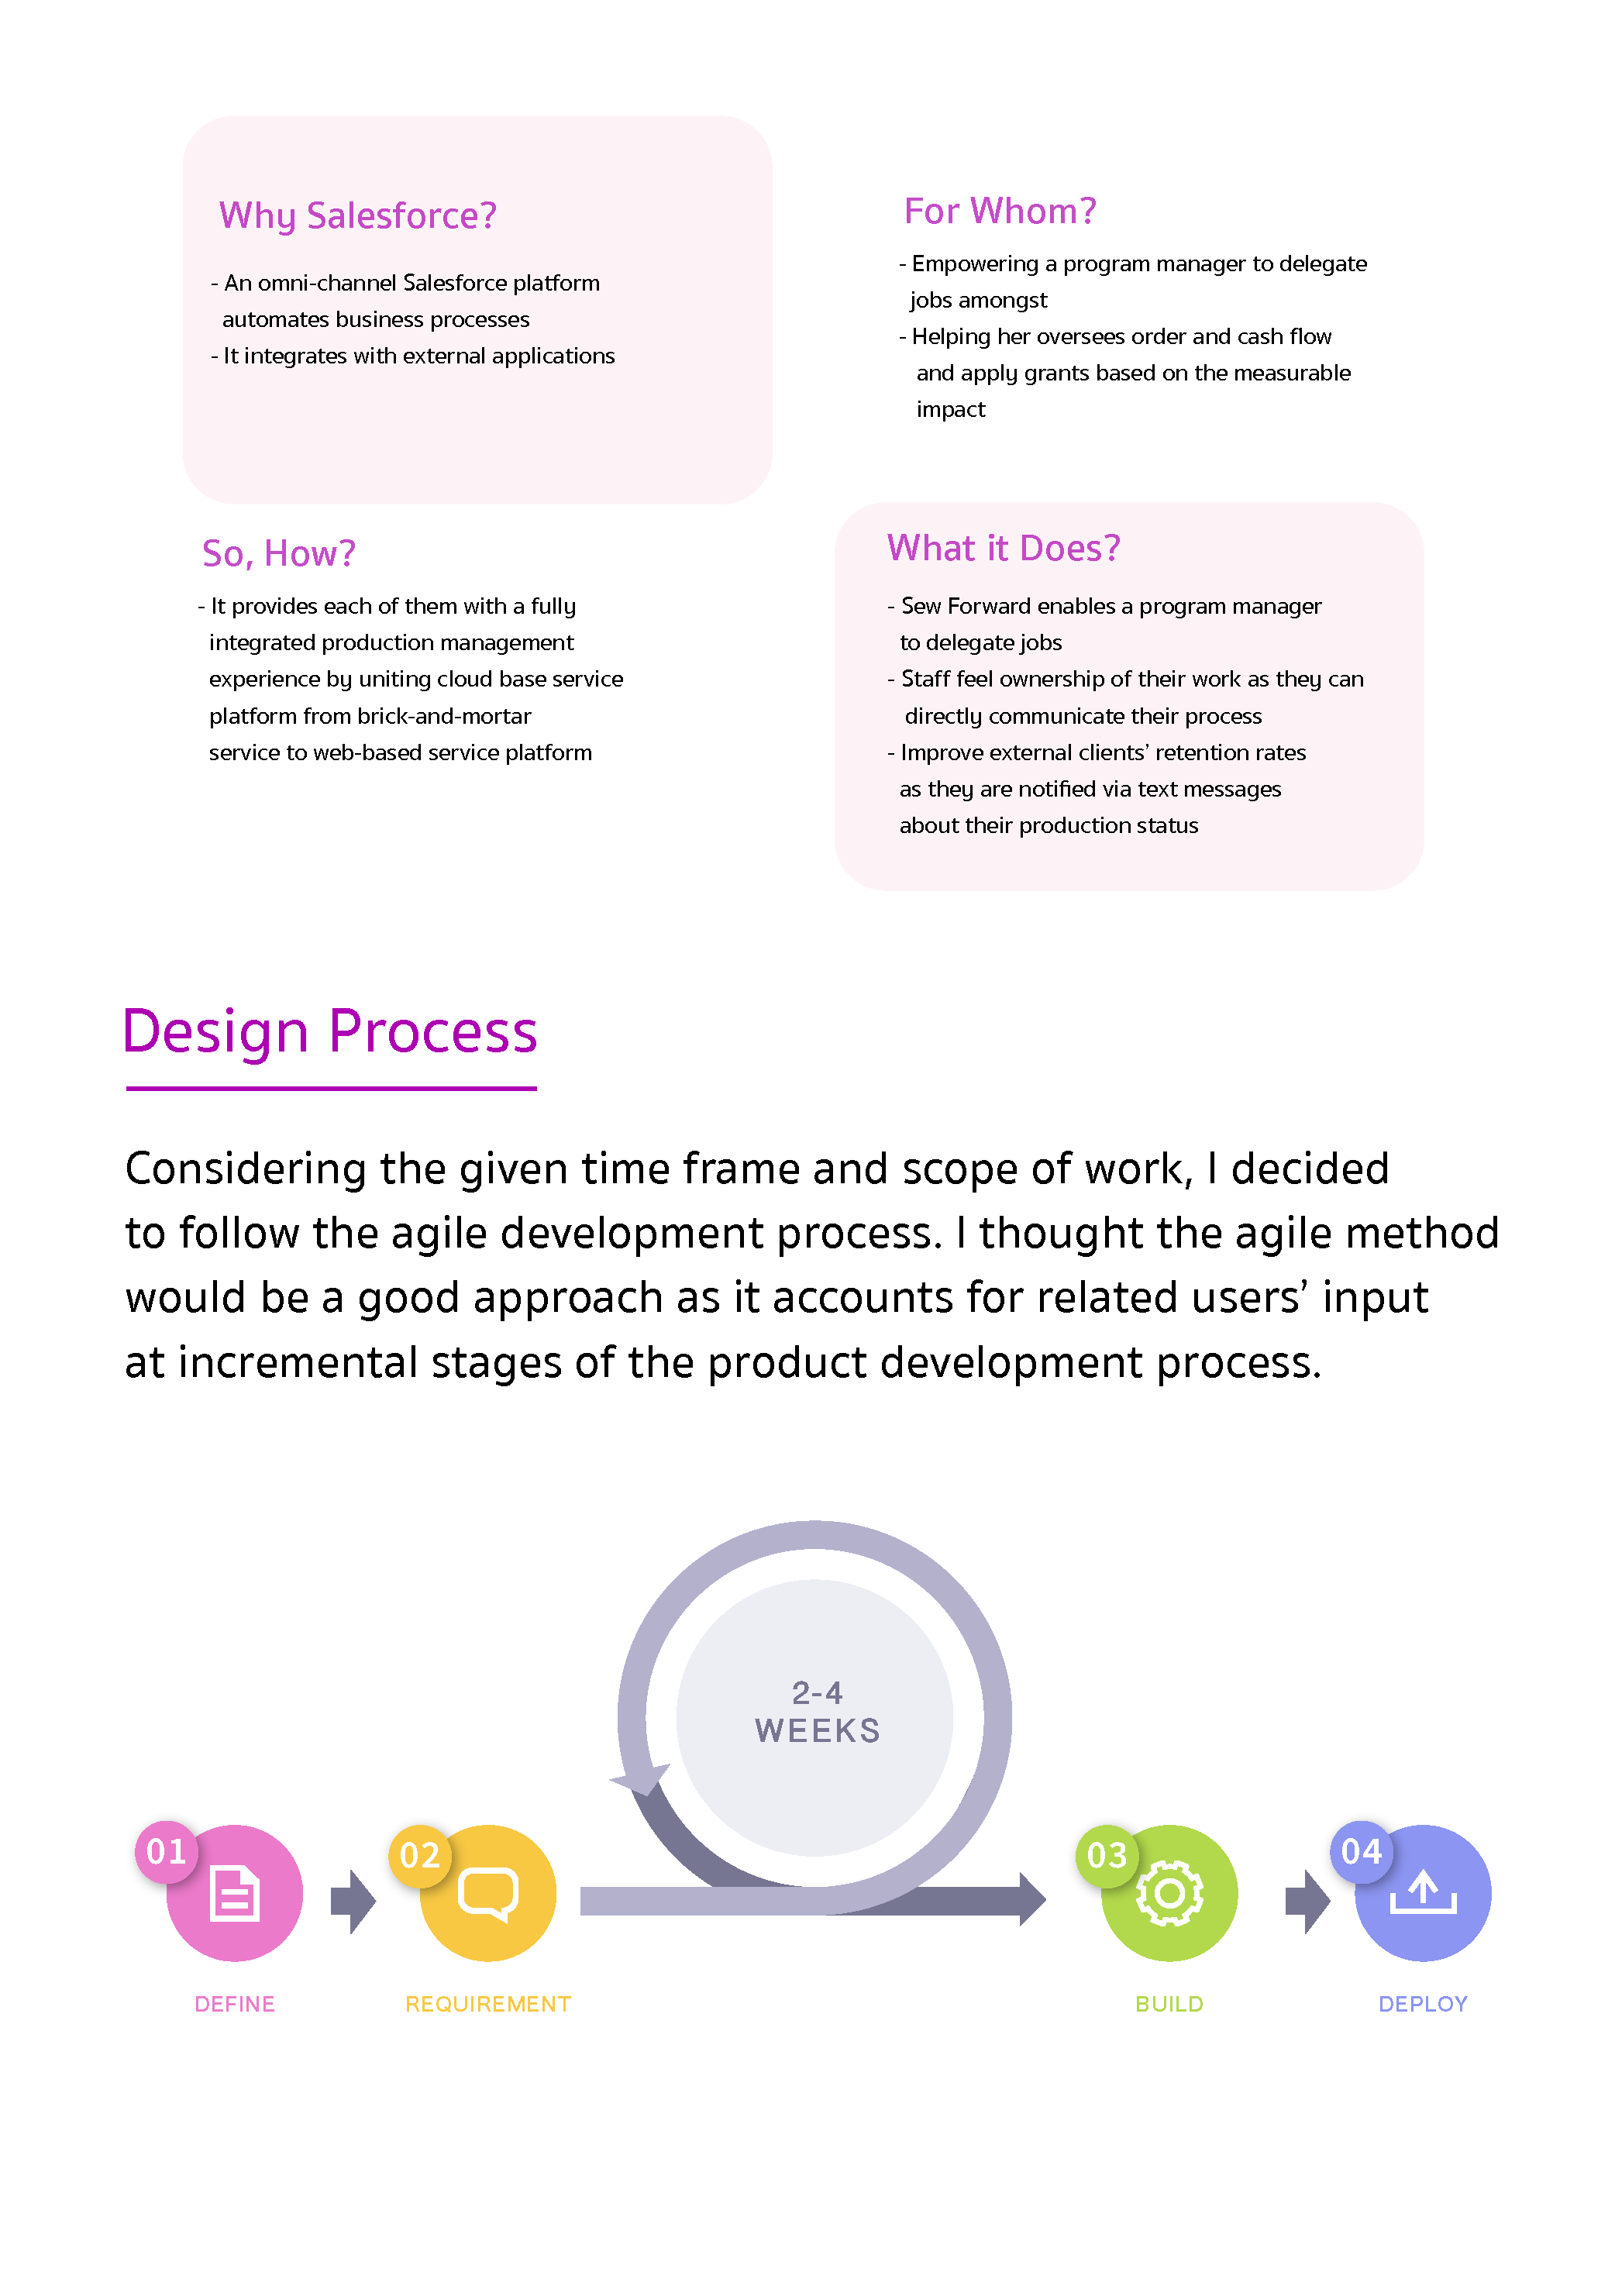 Why Salesforce?
- An omni-channel Salesforce platform
automates business processes
- It integrates with external applications
For Whom?
- Empowering a program manager to delegate
jobs amongst
- Helping her oversees order and cash flow
and apply grants based on the measurable
impact
So, How?
- It provides each of them with a fully
integrated production management
experience by uniting cloud base service
platform from brick-and-mortar
service to web-based service platform
What it Does?
- Sew Forward enables a program manager
to delegate jobs
- Staff feel ownership of their work as they can
directly communicate their process
- Improve external clients’ retention rates
as they are notified via text messages
about their production status
Design Process
Considering the given time frame and scope of work, I decided
to follow the agile development process. I thought the agile method
would be a good approach as it accounts for related users’ input
at incremental stages of the product development process.
2-4
WEEKS
01
02
03
04
DEFINE
REQUIREMENT
BUILD
DEPLOY